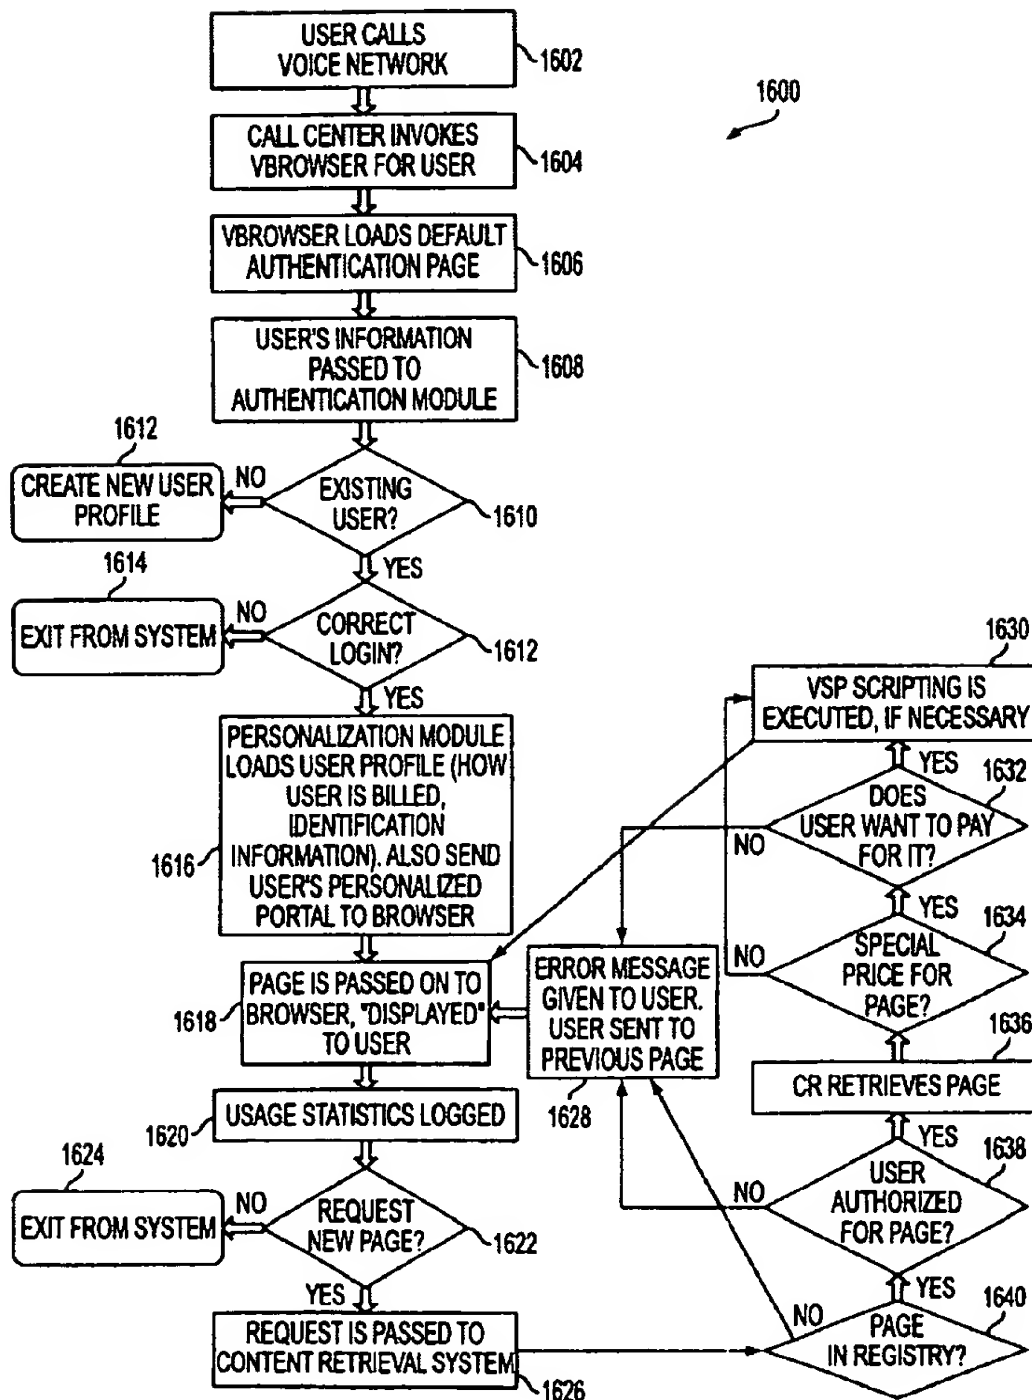 USER CALLS
VOICE NETWORK
1602
1600
CALL CENTER INVOKES
VBROWSER FOR USER
1604
VBROWSER LOADS DEFAULT
AUTHENTICATION PAGE
1606
USER'S INFORMATION
PASSED TO
AUTHENTICATION MODULE
1608
1612
CREATE NEW USER
PROFILE
NO
EXISTING
USER?
1610
YES
1614
EXIT FROM SYSTEM
NO
CORRECT
LOGIN?
1612
YES
PERSONALIZATION MODULE
LOADS USER PROFILE (HOW
USER IS BILLED,
IDENTIFICATION
INFORMATION). ALSO SEND
USER'S PERSONALIZED
PORTAL TO BROWSER
1616
PAGE IS PASSED ON TO
BROWSER, "DISPLAYED"
TO USER
1618
USAGE STATISTICS LOGGED
1620
1624
EXIT FROM SYSTEM
NO
REQUEST
NEW PAGE?
1622
YES
REQUEST IS PASSED TO
CONTENT RETRIEVAL SYSTEM
1626
ERROR MESSAGE
GIVEN TO USER.
USER SENT TO
PREVIOUS PAGE
1628
1630
VSP SCRIPTING IS
EXECUTED, IF NECESSARY
YES
1632
DOES
USER WANT TO PAY
FOR IT?
NO
YES
1634
SPECIAL
PRICE FOR
PAGE?
NO
1636
CR RETRIEVES PAGE
YES
1638
USER
AUTHORIZED
FOR PAGE?
NO
YES
1640
PAGE
IN REGISTRY?
NO